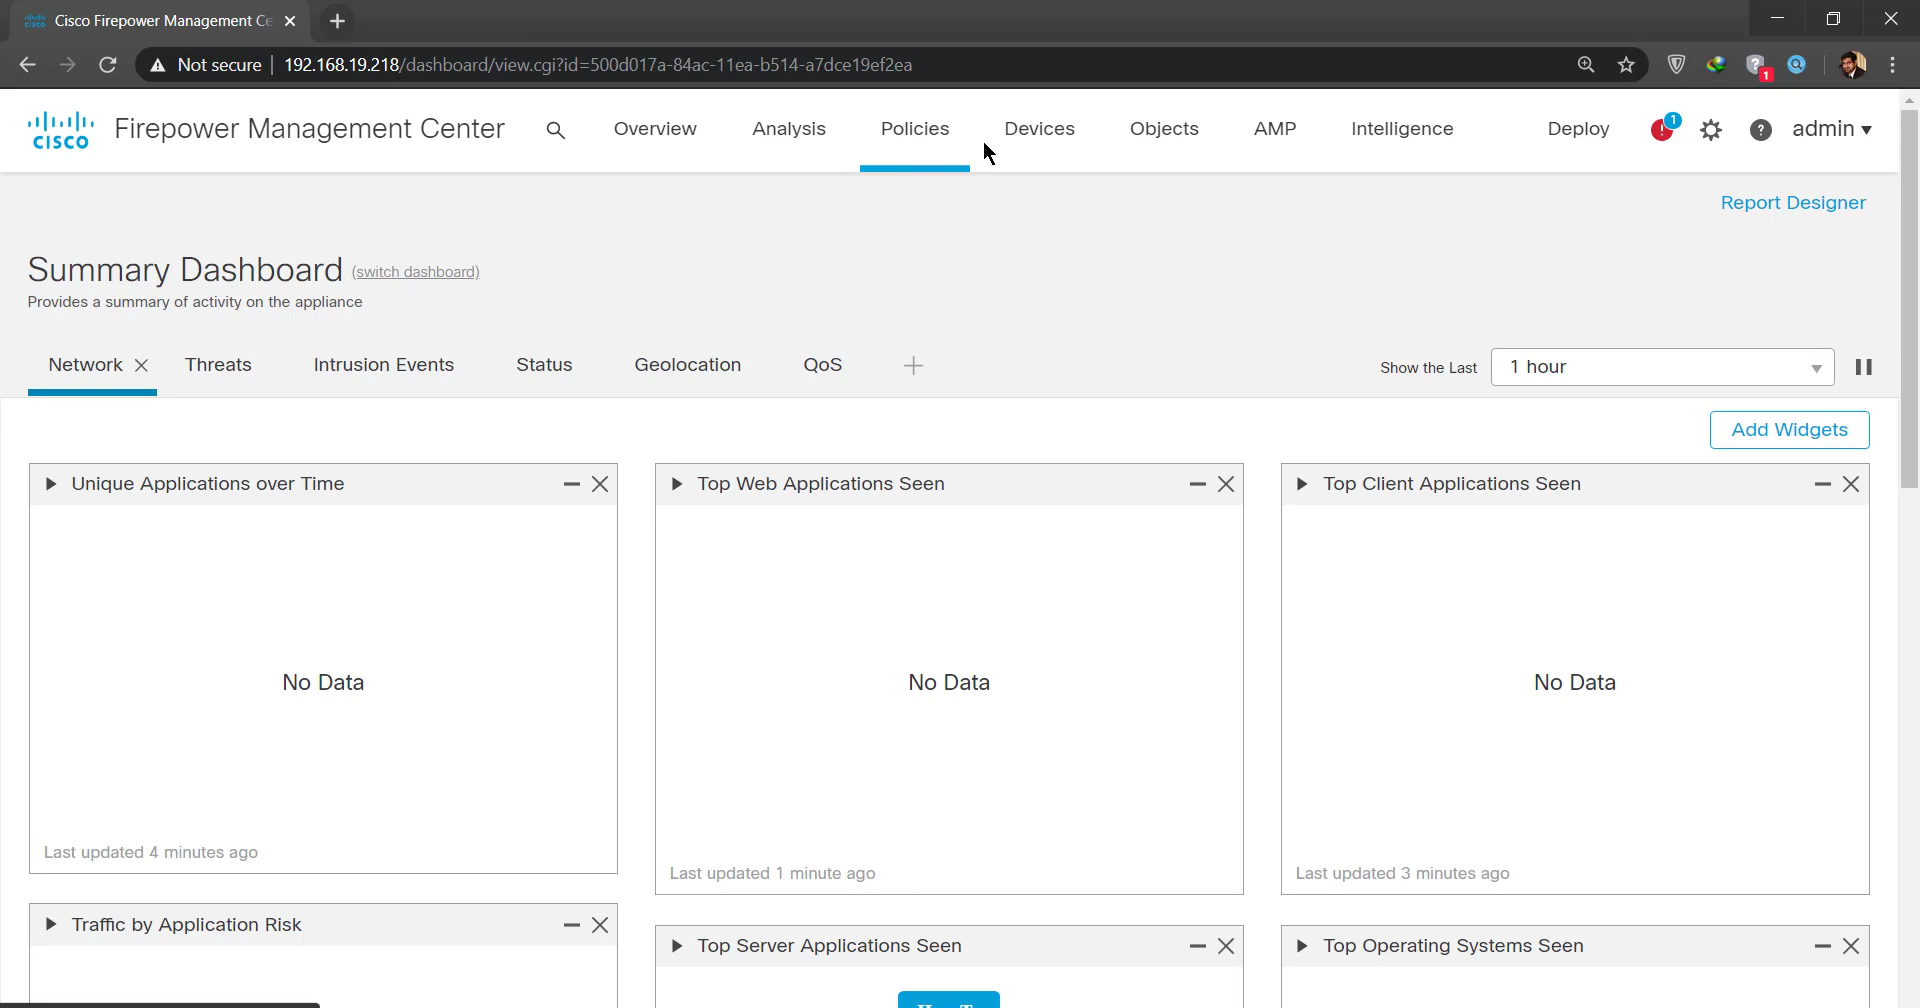 Cisco Firepower Management Ce
Not secure
192.168.19.218/dashboard/view.cgi?id=500d017a-84ac-11ea-b514-a7dce19ef2ea
1
CISCO
Firepower Management Center
Overview
Analysis
Policies
Devices
Objects
AMP
Intelligence
Deploy
1
admin
Report Designer
Summary Dashboard (switch dashboard)
Provides a summary of activity on the appliance
Network
Threats
Intrusion Events
Status
Geolocation
QoS
Show the Last
1 hour
Add Widgets
Unique Applications over Time
No Data
Last updated 4 minutes ago
Top Web Applications Seen
No Data
Last updated 1 minute ago
Top Client Applications Seen
No Data
Last updated 3 minutes ago
Traffic by Application Risk
Top Server Applications Seen
Top Operating Systems Seen